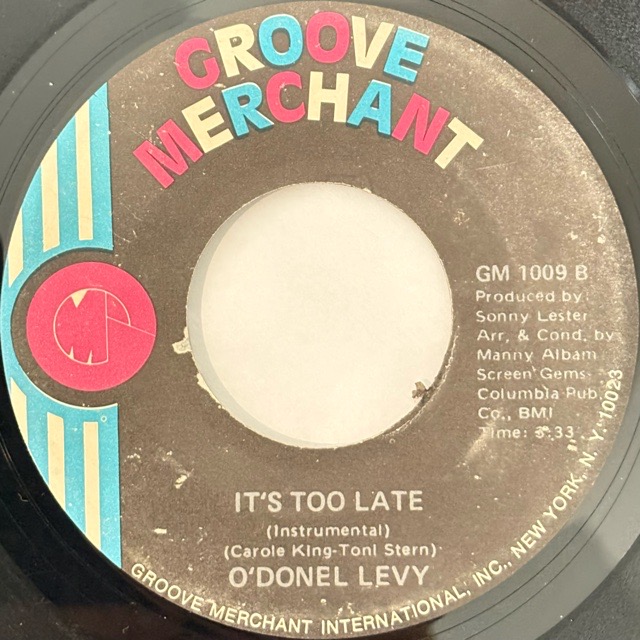 GROOVE
MERCHANT
GM 1009 B
Produced by:
Sonny Lester
Arr, & Cond, by
Manny Albam
Screen Gems
Columbia Pub.
Co., BMI
Time: 3:33
IT'S TOO LATE
(Instrumental)
(Carole King-Toni Stern)
O'DONEL LEVY
GROOVE MERCHANT INTERNATIONAL, INC., NEW YORK, N. Y. 10023